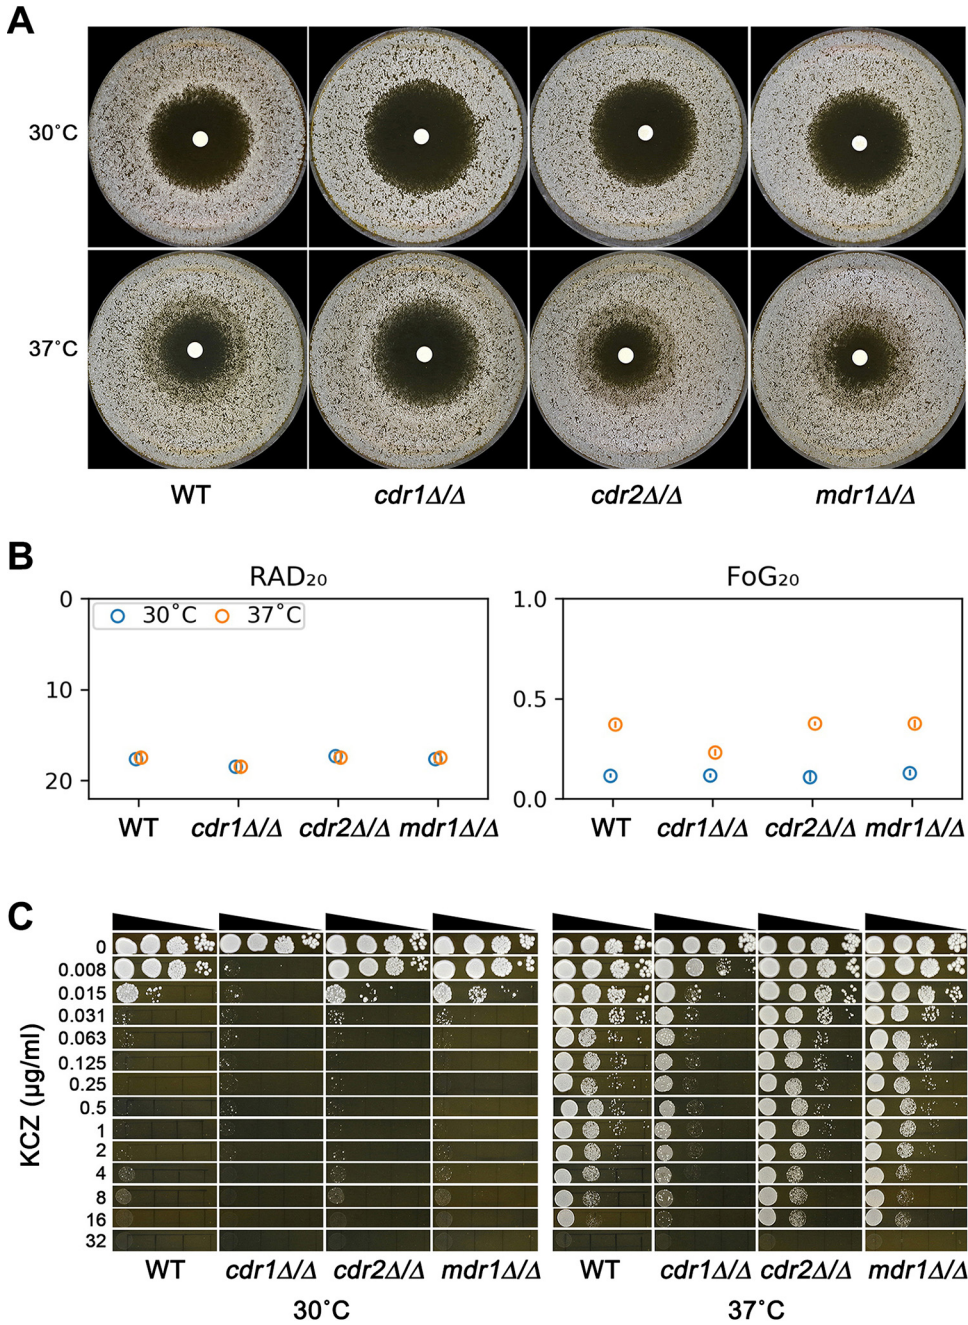 A
30°C
37°C
WT cdr1Δ/Δ cdr2Δ/Δ mdr1Δ/Δ
B
RAD₂₀ FoG₂₀
0 30°C 37°C 1.0
10 0.5
20 0.0
WT cdr1Δ/Δ cdr2Δ/Δ mdr1Δ/Δ WT cdr1Δ/Δ cdr2Δ/Δ mdr1Δ/Δ
C
KCZ (µg/ml)
0
0.008
0.015
0.031
0.063
0.125
0.25
0.5
1
2
4
8
16
32
WT cdr1Δ/Δ cdr2Δ/Δ mdr1Δ/Δ WT cdr1Δ/Δ cdr2Δ/Δ mdr1Δ/Δ
30°C 37°C